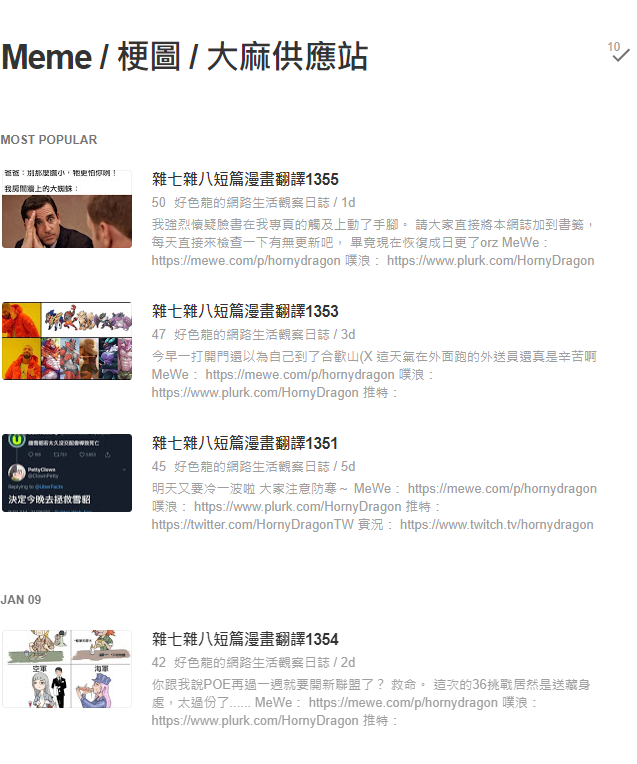 Meme / 梗圖 / 大麻供應站
10
MOST POPULAR
爸爸：別那麼膽小，牠更怕你咧！
我房間牆上的大蜘蛛：
雜七雜八短篇漫畫翻譯1355
50 好色龍的網路生活觀察日誌 / 1d
我強烈懷疑臉書在我專頁的觸及上動了手腳。 請大家直接將本網誌加到書籤，
每天直接來檢查一下有無更新吧， 畢竟現在恢復成日更了orz MeWe：
https://mewe.com/p/hornydragon 噗浪： https://www.plurk.com/HornyDragon
雜七雜八短篇漫畫翻譯1353
47 好色龍的網路生活觀察日誌 / 3d
今早一打開門還以為自己到了合歡山(X 這天氣在外面跑的外送員還真是辛苦啊
MeWe： https://mewe.com/p/hornydragon 噗浪：
https://www.plurk.com/HornyDragon 推特：
PettyClown
@ClownPetty
Replying to @UberFacts
決定今晚去拯救雪貂
雜七雜八短篇漫畫翻譯1351
45 好色龍的網路生活觀察日誌 / 5d
明天又要冷一波啦 大家注意防寒～ MeWe： https://mewe.com/p/hornydragon
噗浪： https://www.plurk.com/HornyDragon 推特：
https://twitter.com/HornyDragonTW 實況： https://www.twitch.tv/hornydragon
JAN 09
空軍
海軍
雜七雜八短篇漫畫翻譯1354
42 好色龍的網路生活觀察日誌 / 2d
你跟我說POE再過一週就要開新聯盟了？ 救命。 這次的36挑戰居然是送藏身
處，太過份了...... MeWe： https://mewe.com/p/hornydragon 噗浪：
https://www.plurk.com/HornyDragon 推特：